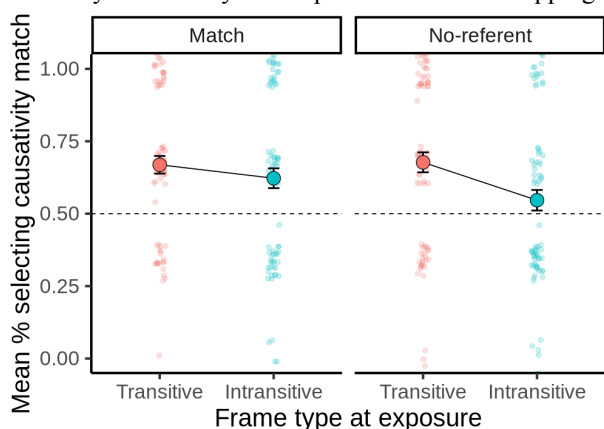 Match No-referent
Mean % selecting causativity match
1.00
0.75
0.50
0.25
0.00
Transitive Intransitive Transitive Intransitive
Frame type at exposure